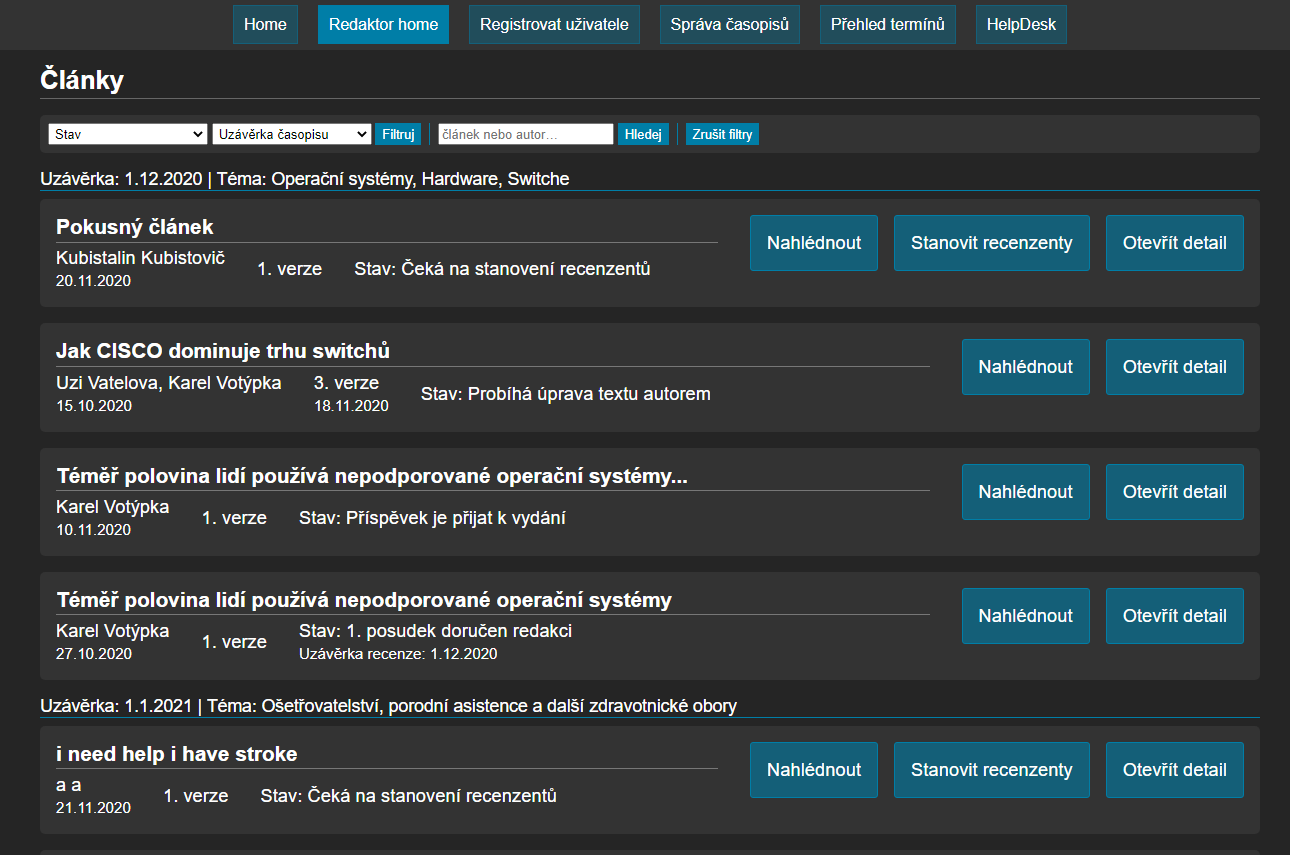 Home Redaktor home Registrovat uživatele Správa časopisů Přehled termínů HelpDesk
Články
Stav Uzávěrka časopisu Filtruj článek nebo autor... Hledej Zrušit filtry
Uzávěrka: 1.12.2020 | Téma: Operační systémy, Hardware, Switche
Pokusný článek
Nahlédnout Stanovit recenzenty Otevřít detail
Kubistalin Kubistovič
20.11.2020
1. verze
Stav: Čeká na stanovení recenzentů
Jak CISCO dominuje trhu switchů
Nahlédnout Otevřít detail
Uzi Vatelova, Karel Votýpka
15.10.2020
3. verze
18.11.2020
Stav: Probíhá úprava textu autorem
Téměř polovina lidí používá nepodporované operační systémy...
Nahlédnout Otevřít detail
Karel Votýpka
10.11.2020
1. verze
Stav: Příspěvek je přijat k vydání
Téměř polovina lidí používá nepodporované operační systémy
Nahlédnout Otevřít detail
Karel Votýpka
27.10.2020
1. verze
Stav: 1. posudek doručen redakci
Uzávěrka recenze: 1.12.2020
Uzávěrka: 1.1.2021 | Téma: Ošetřovatelství, porodní asistence a další zdravotnické obory
i need help i have stroke
Nahlédnout Stanovit recenzenty Otevřít detail
a a
21.11.2020
1. verze
Stav: Čeká na stanovení recenzentů